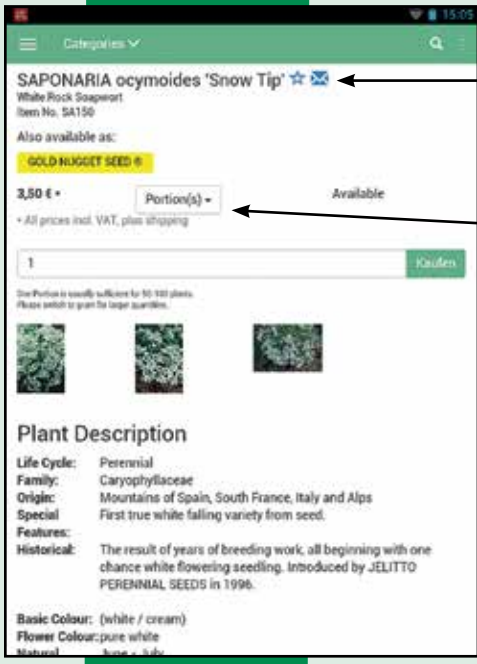 15:05
Categories
SAPONARIA ocymoides 'Snow Tip'
White Rock Soapwort
Item No. SA150
Also available as:
GOLD NUGGET SEED ®
3,50 € * Portion(s) Available
* All prices incl. VAT, plus shipping
1 Kaufen
One Portion is usually sufficient for 50-100 plants.
Please switch to gram for larger quantities.
Plant Description
Life Cycle: Perennial
Family: Caryophyllaceae
Origin: Mountains of Spain, South France, Italy and Alps
Special First true white falling variety from seed.
Features:
Historical: The result of years of breeding work, all beginning with one
chance white flowering seedling. Introduced by JELITTO
PERENNIAL SEEDS in 1996.
Basic Colour: (white / cream)
Flower Colour: pure white
Natural June - July